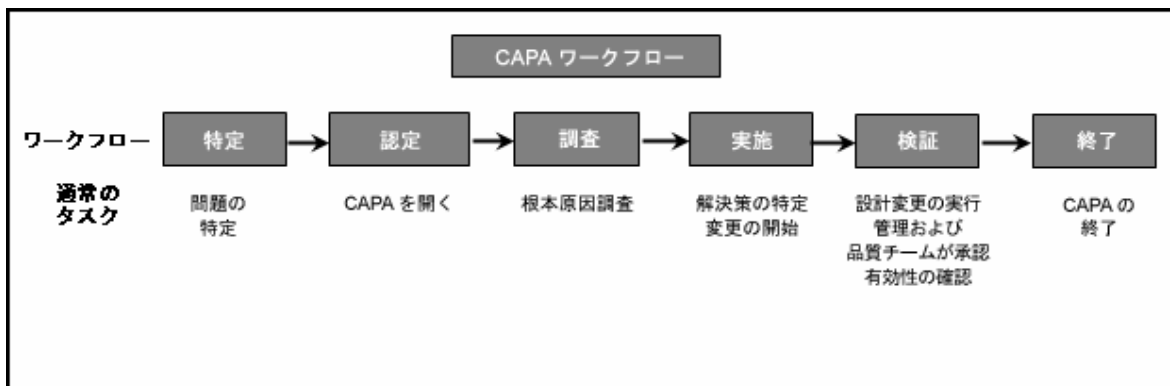 CAPA ワークフロー
ワークフロー
特定
認定
調査
実施
検証
終了
通常の
タスク
問題の
特定
CAPA を開く
根本原因調査
解決策の特定
変更の開始
設計変更の実行
管理および
品質チームが承認
有効性の確認
CAPA の
終了